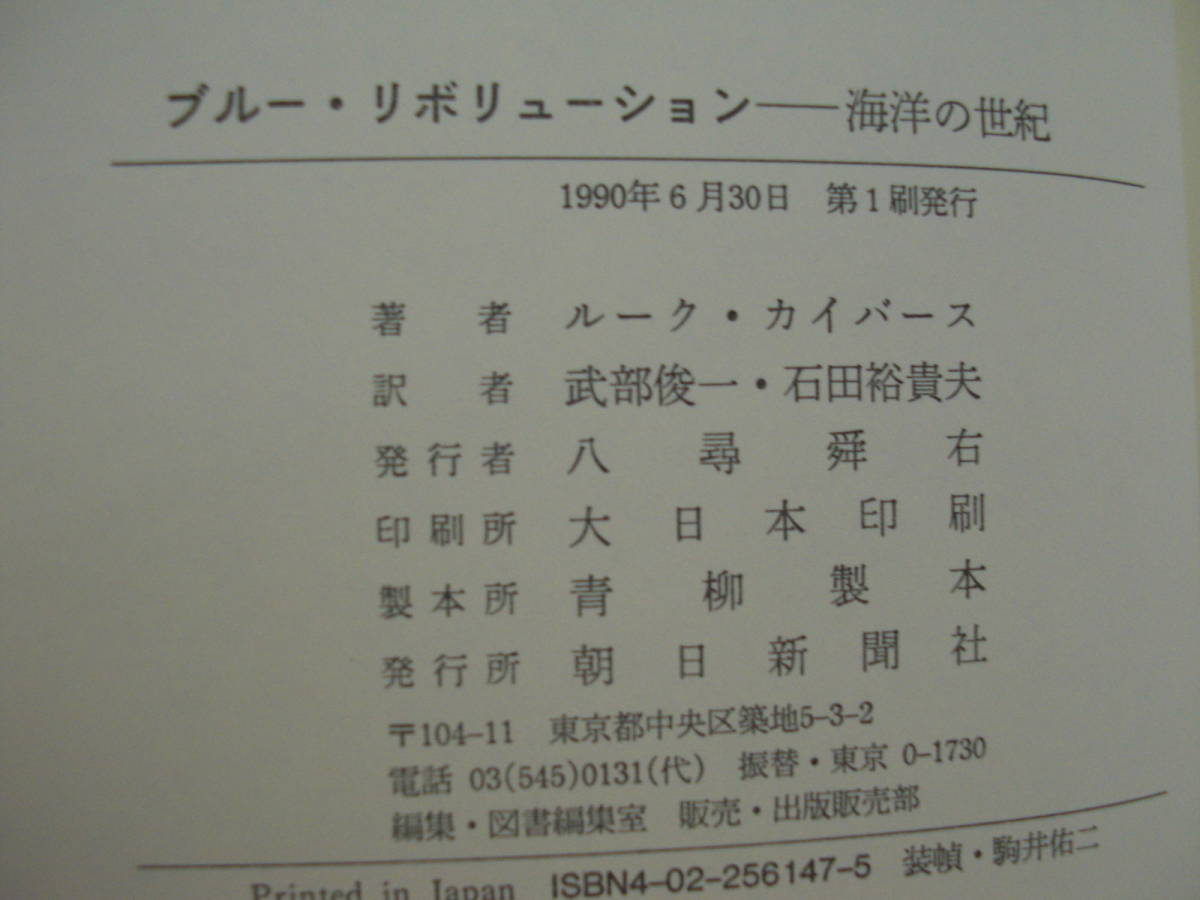 ブルー・リボリューション――海洋の世紀
1990年6月30日　第1刷発行
著者　ルーク・カイバース
訳者　武部俊一・石田裕貴夫
発行者　八尋舜右
印刷所　大日本印刷
製本所　青柳製本
発行所　朝日新聞社
〒104-11　東京都中央区築地5-3-2
電話 03(545)0131(代)　振替・東京 0-1730
編集・図書編集室　販売・出版販売部
Printed in Japan　ISBN4-02-256147-5　装幀・駒井佑二